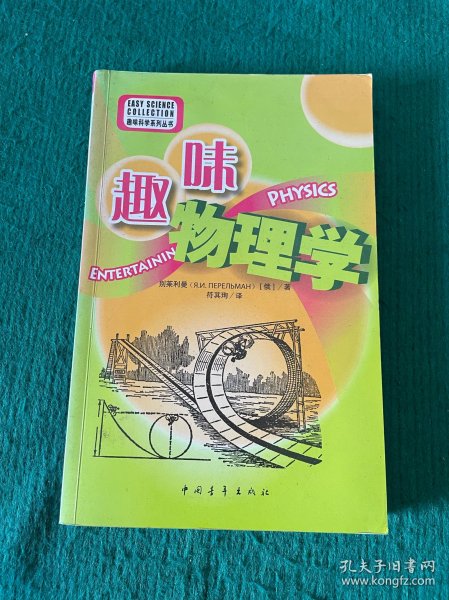 EASY SCIENCE
COLLECTION
趣味科学系列丛书
趣味
PHYSICS
物理学
ENTERTAININ
别莱利曼（Я.И. ПЕРЕЛЬМАН）［俄］／著
符其珣／译
中国青年出版社
孔夫子旧书网
www.kongfz.com